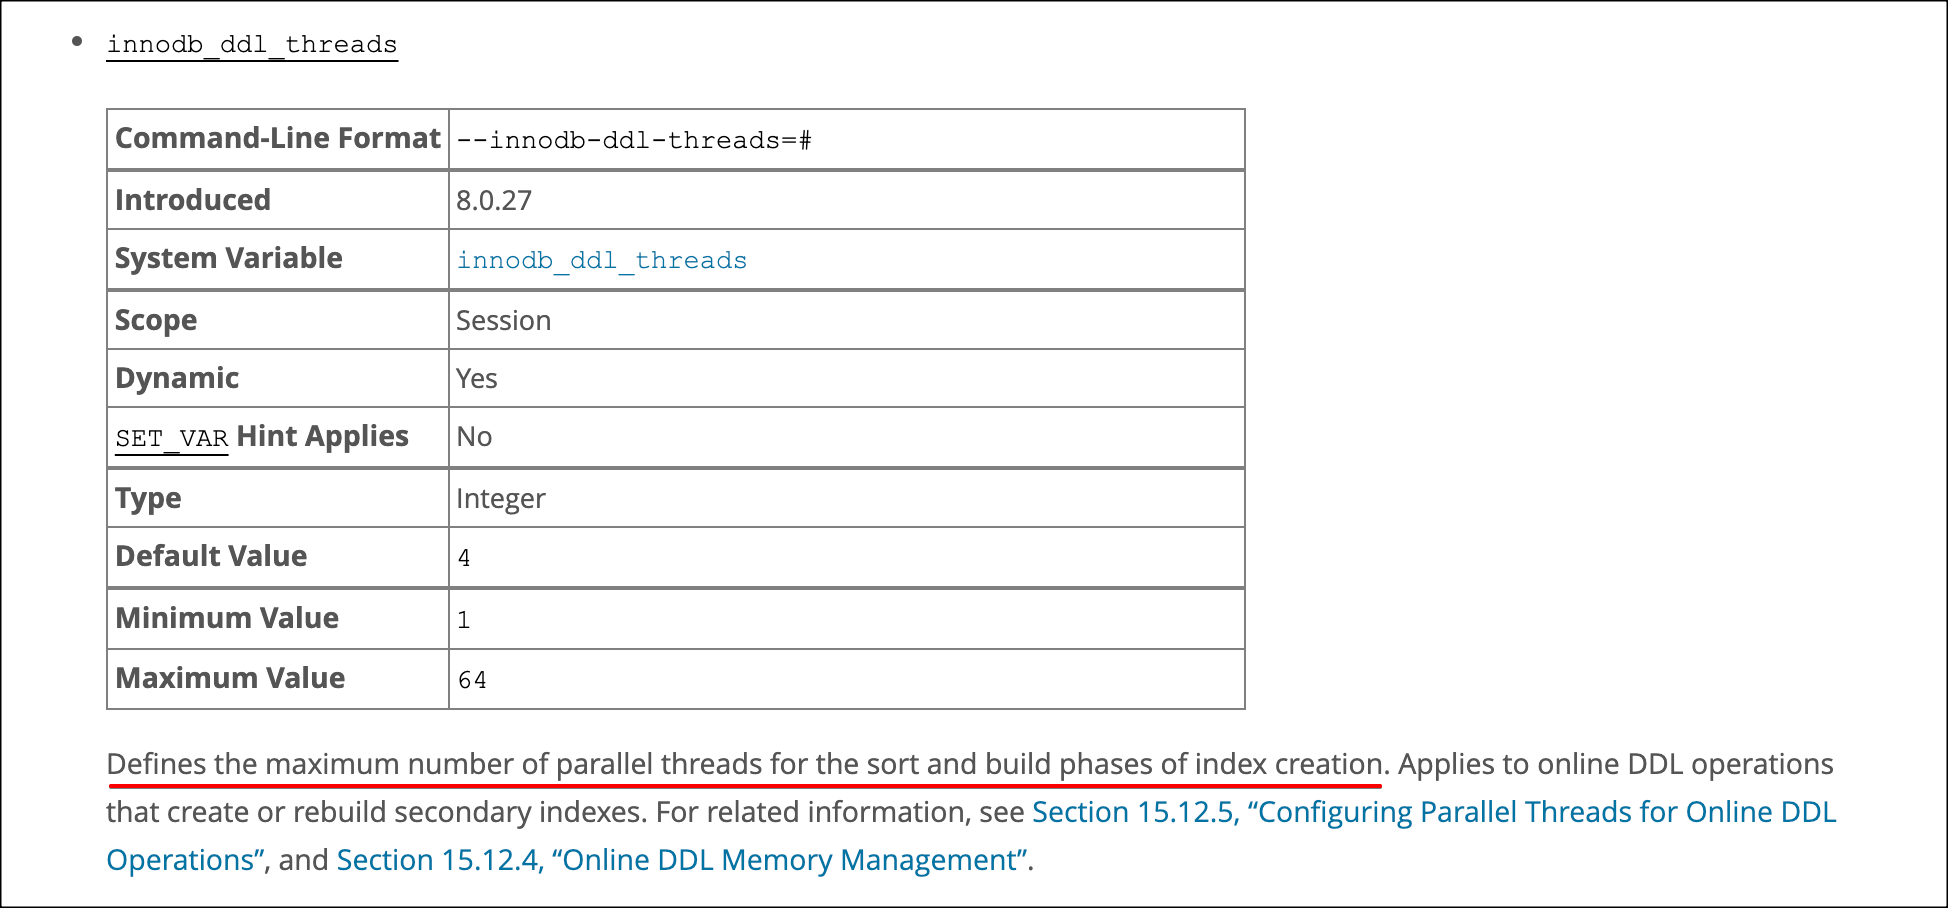 • innodb_ddl_threads
Command-Line Format --innodb-ddl-threads=#
Introduced 8.0.27
System Variable innodb_ddl_threads
Scope Session
Dynamic Yes
SET_VAR Hint Applies No
Type Integer
Default Value 4
Minimum Value 1
Maximum Value 64
Defines the maximum number of parallel threads for the sort and build phases of index creation. Applies to online DDL operations
that create or rebuild secondary indexes. For related information, see Section 15.12.5, “Configuring Parallel Threads for Online DDL
Operations”, and Section 15.12.4, “Online DDL Memory Management”.